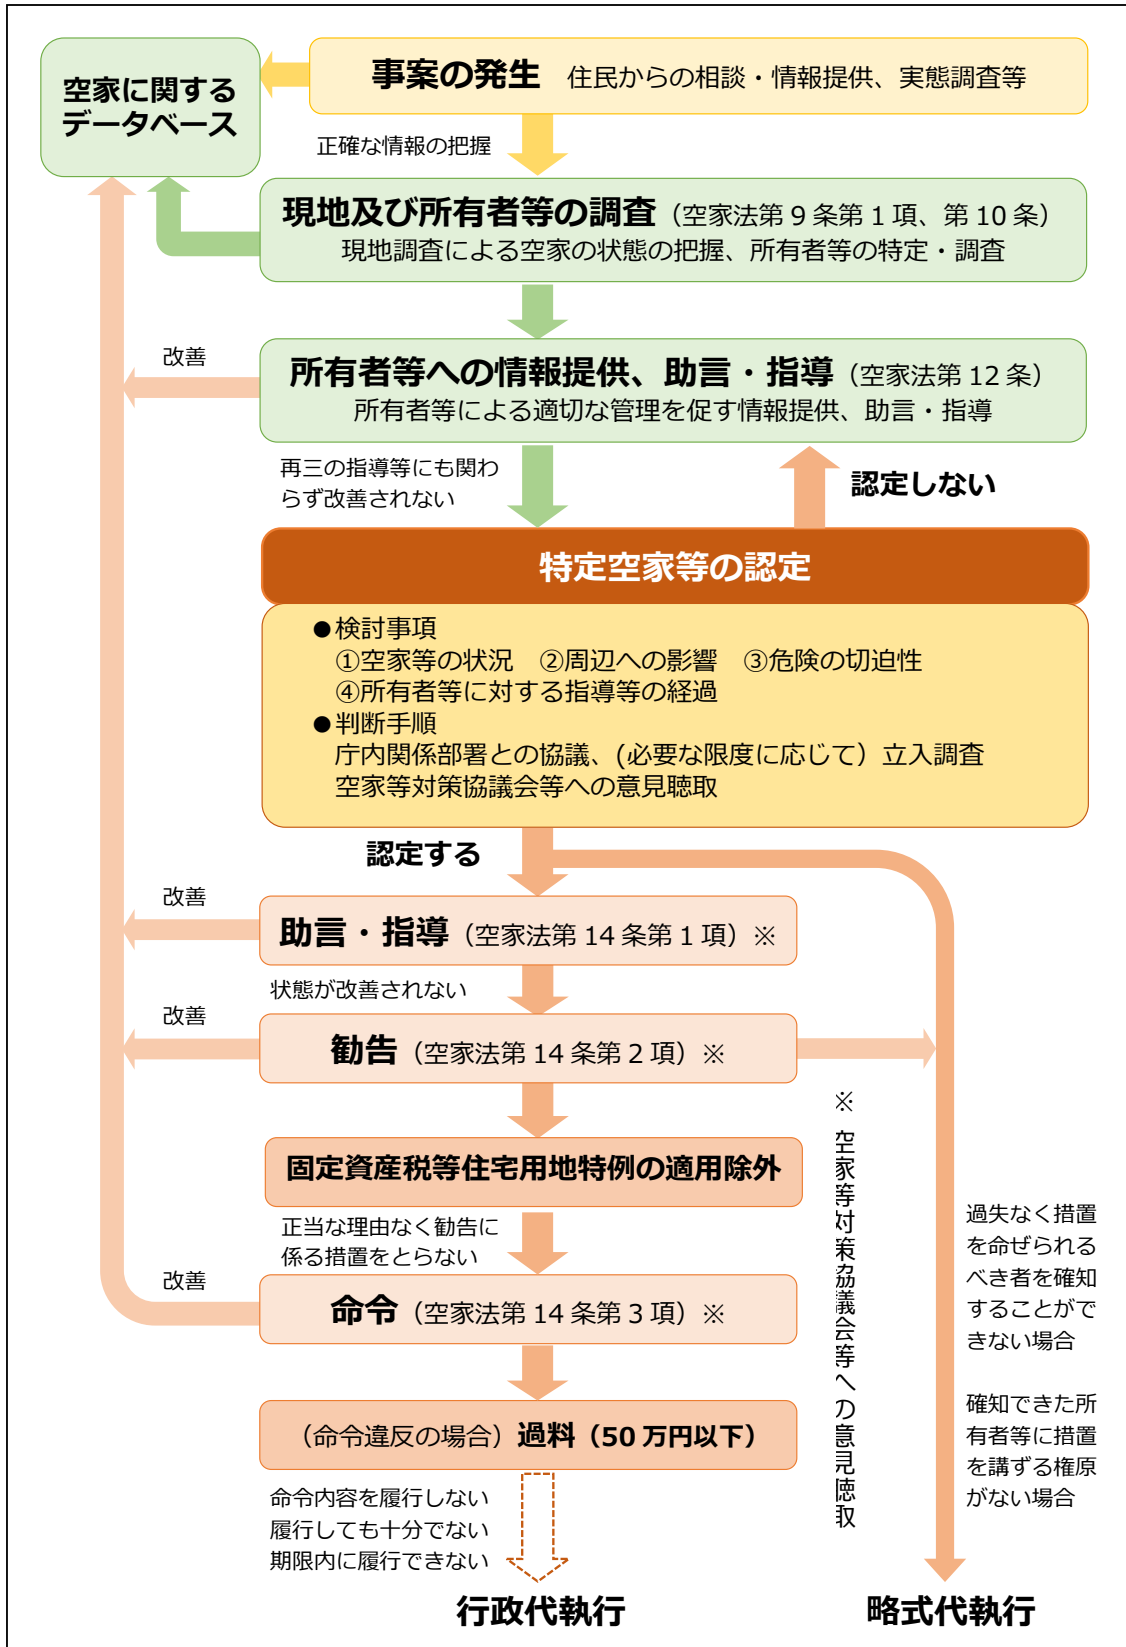 空家に関する
データベース
事案の発生　住民からの相談・情報提供、実態調査等
正確な情報の把握
現地及び所有者等の調査（空家法第９条第１項、第10条）
現地調査による空家の状態の把握、所有者等の特定・調査
改善
所有者等への情報提供、助言・指導（空家法第12条）
所有者等による適切な管理を促す情報提供、助言・指導
再三の指導等にも関わ
らず改善されない
認定しない
特定空家等の認定
●検討事項
①空家等の状況　②周辺への影響　③危険の切迫性
④所有者等に対する指導等の経過
●判断手順
庁内関係部署との協議、(必要な限度に応じて）立入調査
空家等対策協議会等への意見聴取
認定する
改善
助言・指導（空家法第14条第１項）※
状態が改善されない
改善
勧告（空家法第14条第２項）※
固定資産税等住宅用地特例の適用除外
正当な理由なく勧告に
係る措置をとらない
改善
命令（空家法第14条第３項）※
（命令違反の場合）過料（50万円以下）
命令内容を履行しない
履行しても十分でない
期限内に履行できない
行政代執行
※　空家等対策協議会等への意見聴取
過失なく措置
を命ぜられる
べき者を確知
することがで
きない場合
確知できた所
有者等に措置
を講ずる権原
がない場合
略式代執行